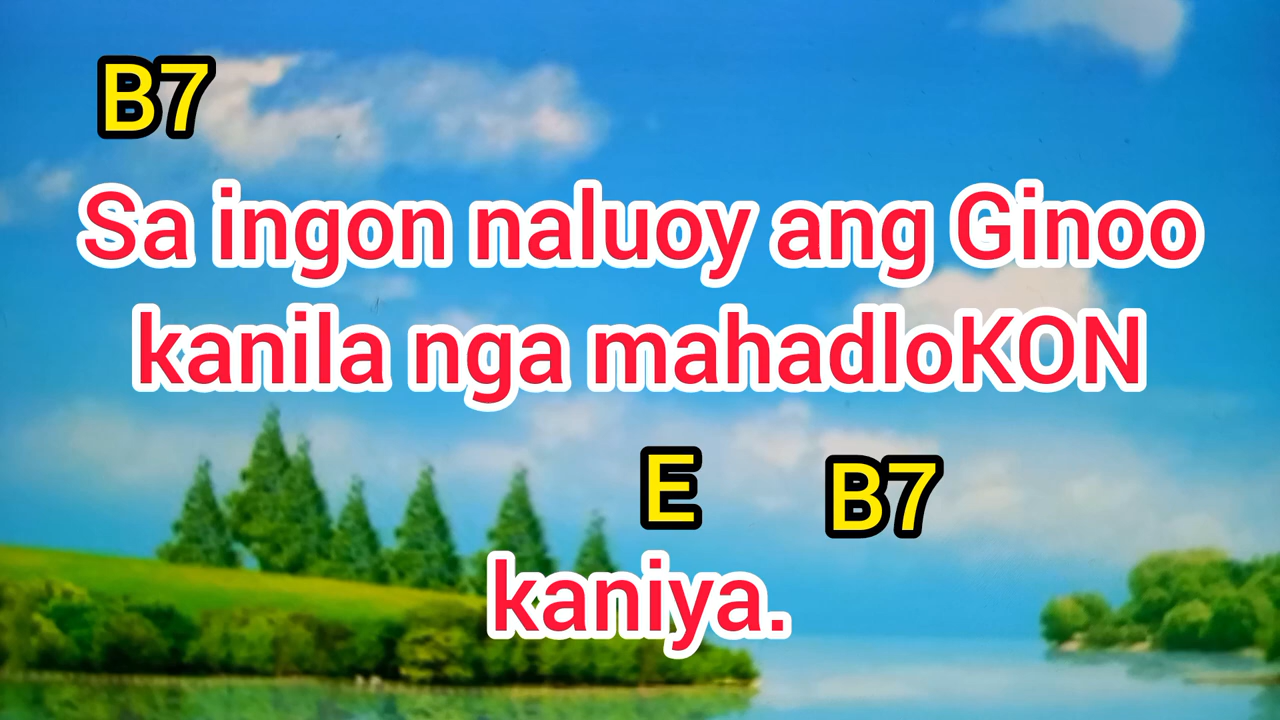 B7
Sa ingon naluoy ang Ginoo
kanila nga mahadloKON
E B7
kaniya.